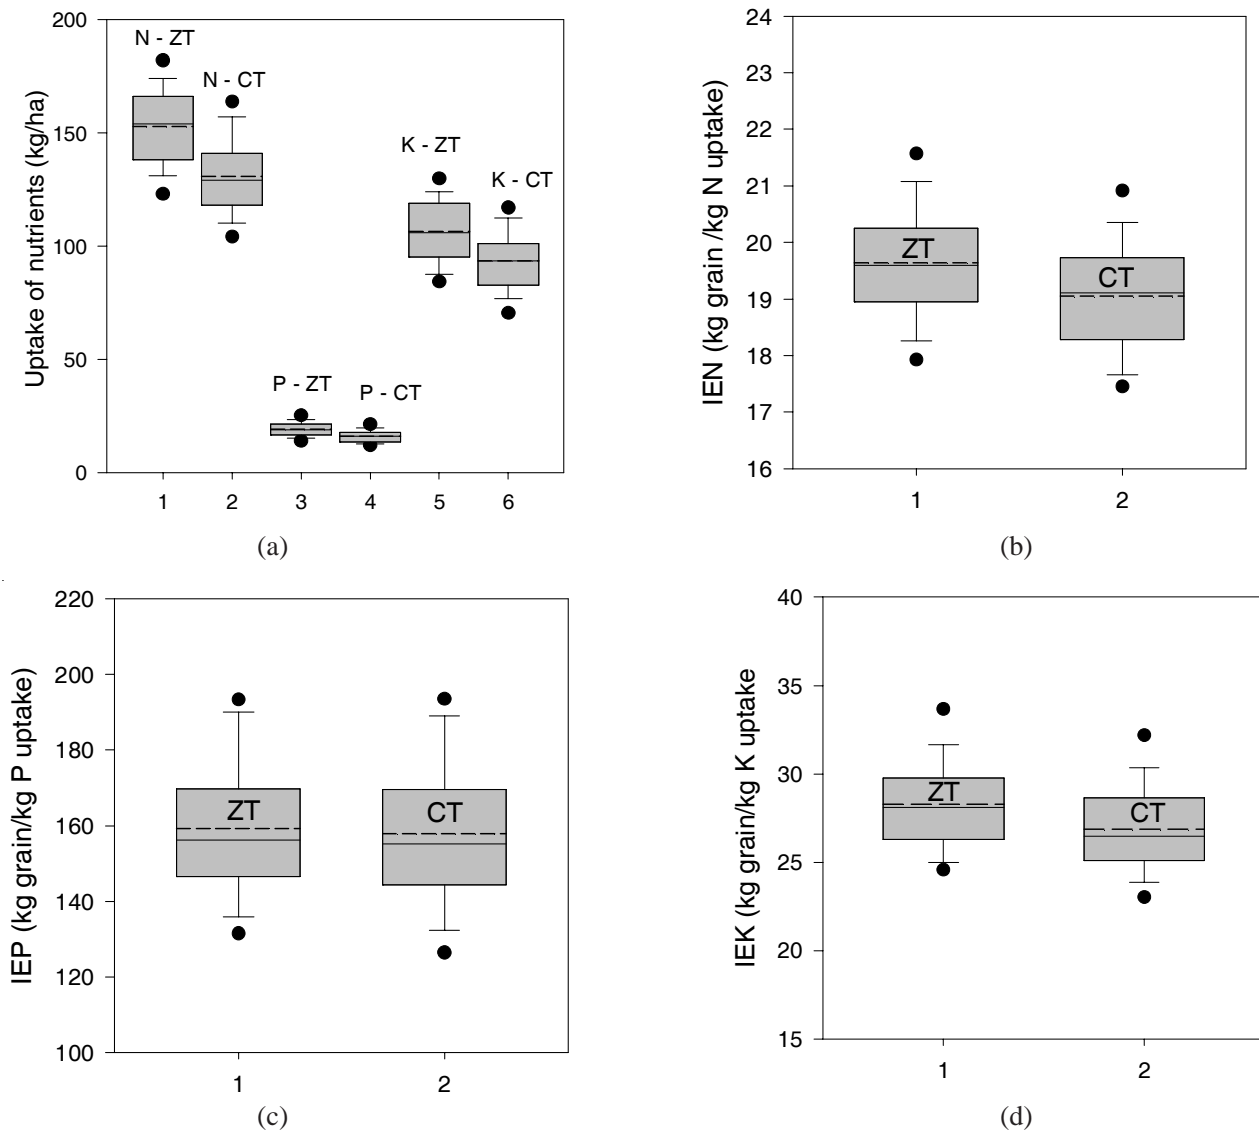 200
150
100
50
0
Uptake of nutrients (kg/ha)
N - ZT
N - CT
P - ZT
P - CT
K - ZT
K - CT
1 2 3 4 5 6
(a)
24
23
22
21
20
19
18
17
16
IEN (kg grain /kg N uptake)
ZT
CT
1 2
(b)
220
200
180
160
140
120
100
IEP (kg grain/kg P uptake)
ZT
CT
1 2
(c)
40
35
30
25
20
15
IEK (kg grain/kg K uptake
ZT
CT
1 2
(d)